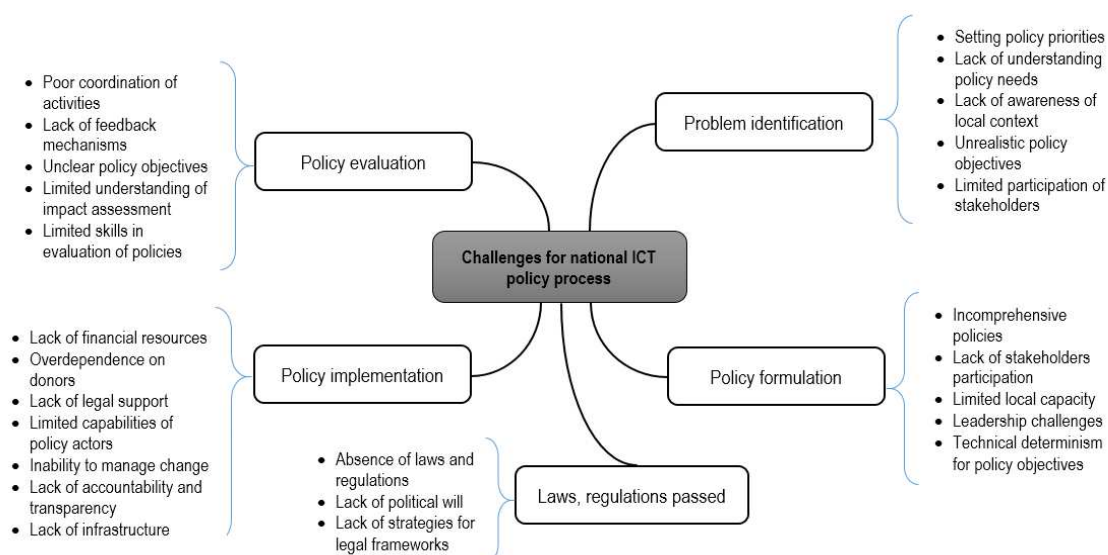 Challenges for national ICT
policy process
Problem identification
• Setting policy priorities
• Lack of understanding
policy needs
• Lack of awareness of
local context
• Unrealistic policy
objectives
• Limited participation of
stakeholders
Policy formulation
• Incomprehensive
policies
• Lack of stakeholders
participation
• Limited local capacity
• Leadership challenges
• Technical determinism
for policy objectives
Laws, regulations passed
• Absence of laws and
regulations
• Lack of political will
• Lack of strategies for
legal frameworks
Policy implementation
• Lack of financial resources
• Overdependence on
donors
• Lack of legal support
• Limited capabilities of
policy actors
• Inability to manage change
• Lack of accountability and
transparency
• Lack of infrastructure
Policy evaluation
• Poor coordination of
activities
• Lack of feedback
mechanisms
• Unclear policy objectives
• Limited understanding of
impact assessment
• Limited skills in
evaluation of policies